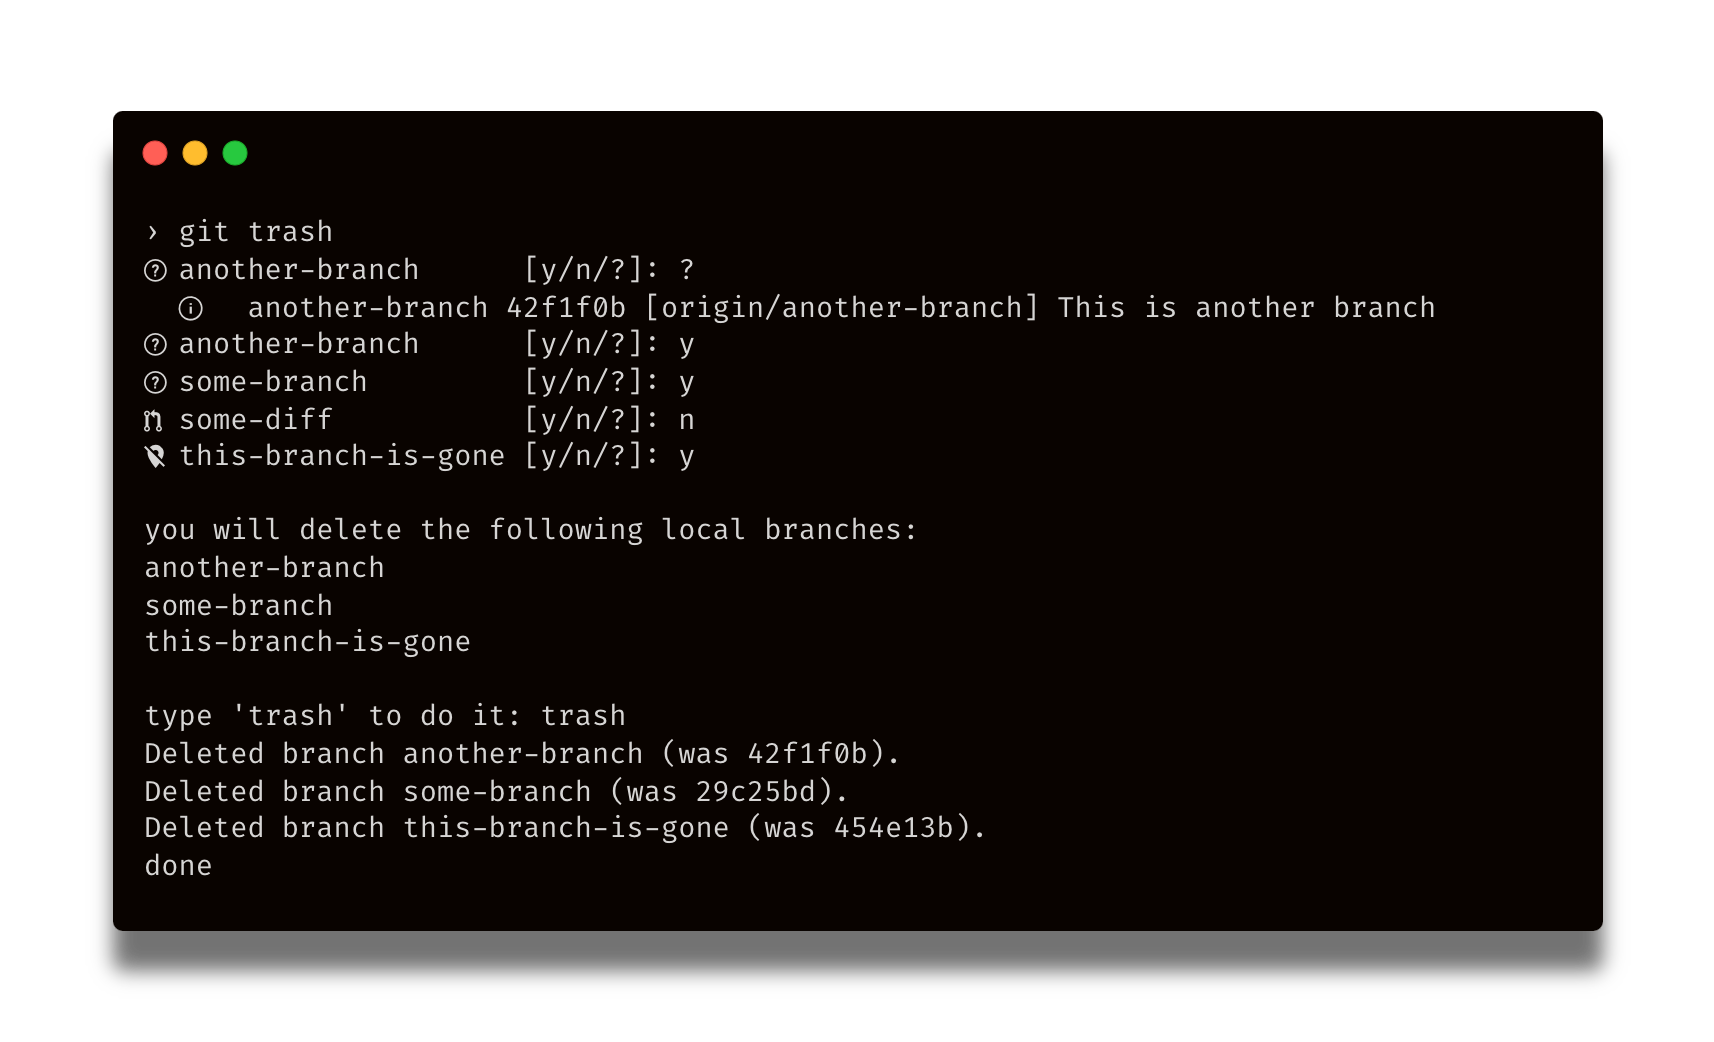 › git trash
another-branch [y/n/?]: ?
another-branch 42f1f0b [origin/another-branch] This is another branch
another-branch [y/n/?]: y
some-branch [y/n/?]: y
some-diff [y/n/?]: n
this-branch-is-gone [y/n/?]: y
you will delete the following local branches:
another-branch
some-branch
this-branch-is-gone
type 'trash' to do it: trash
Deleted branch another-branch (was 42f1f0b).
Deleted branch some-branch (was 29c25bd).
Deleted branch this-branch-is-gone (was 454e13b).
done